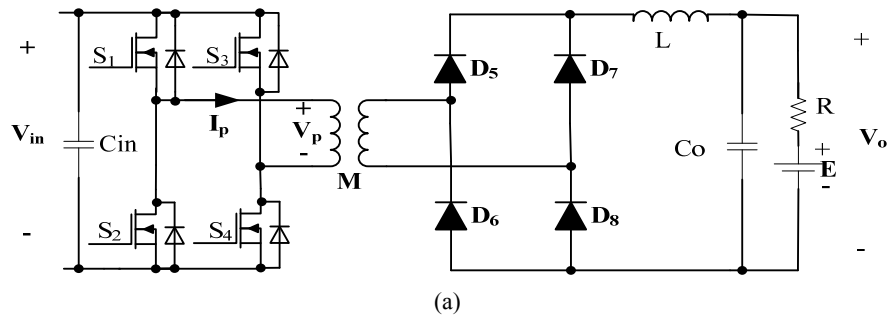 +
S1
S3
D5
D7
L
+
Vin
Cin
Ip
+
Vp
-
M
Co
R
+
E
-
Vo
-
S2
S4
D6
D8
-
(a)